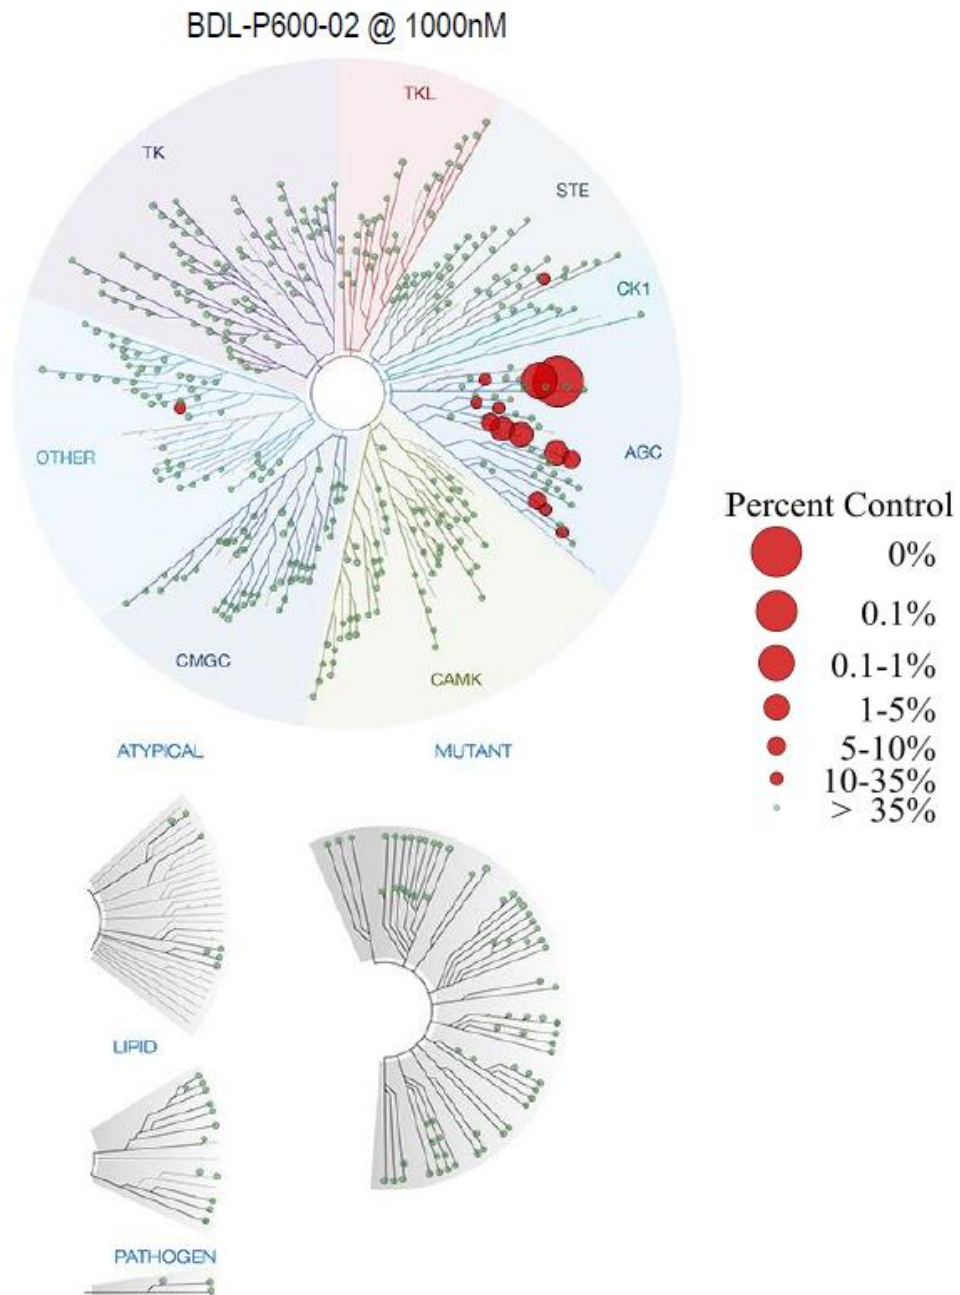 BDL-P600-02 @ 1000nM
TKL
TK
STE
CK1
OTHER
AGC
CMGC
CAMK
Percent Control
0%
0.1%
0.1-1%
1-5%
5-10%
10-35%
> 35%
ATYPICAL
MUTANT
LIPID
PATHOGEN